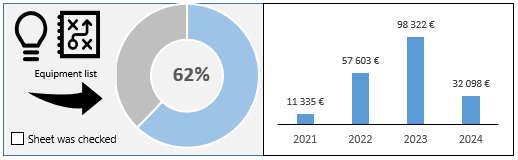 Equipment list
62%
Sheet was checked
98 322 €
57 603 €
32 098 €
11 335 €
2021 2022 2023 2024